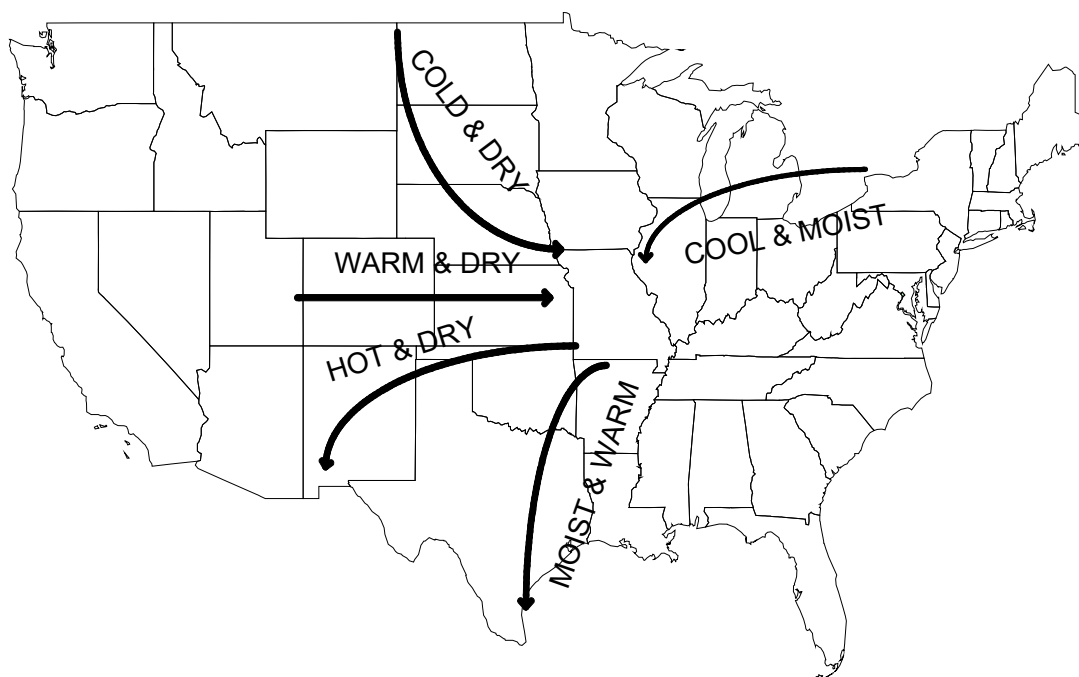 COLD & DRY
COOL & MOIST
WARM & DRY
HOT & DRY
MOIST & WARM